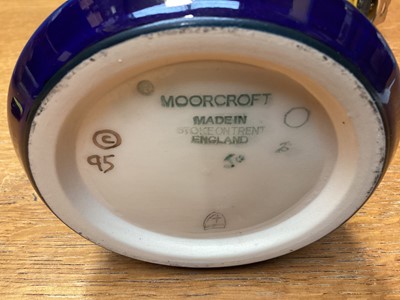 MOORCROFT
MADE IN
STOKE ON TRENT
ENGLAND
©
95